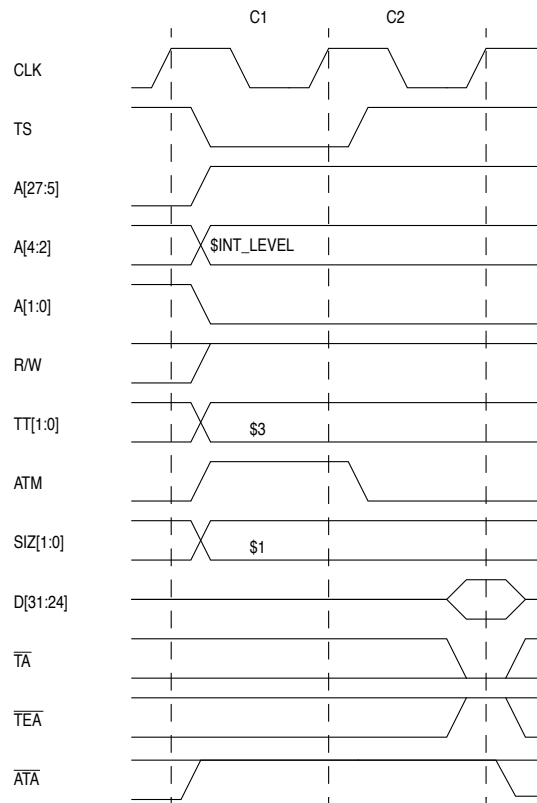 C1 C2
CLK
TS
A[27:5]
A[4:2] $INT_LEVEL
A[1:0]
R/W
TT[1:0] $3
ATM
SIZ[1:0] $1
D[31:24]
TA
TEA
ATA